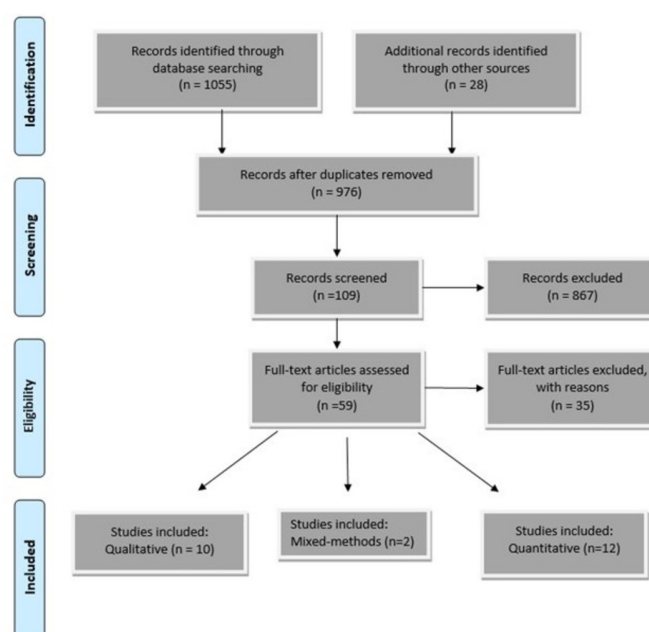 Identification
Records identified through
database searching
(n = 1055)
Additional records identified
through other sources
(n = 28)
Records after duplicates removed
(n = 976)
Screening
Records screened
(n =109)
Records excluded
(n = 867)
Eligibility
Full-text articles assessed
for eligibility
(n =59)
Full-text articles excluded,
with reasons
(n = 35)
Included
Studies included:
Qualitative (n = 10)
Studies included:
Mixed-methods (n=2)
Studies included:
Quantitative (n=12)